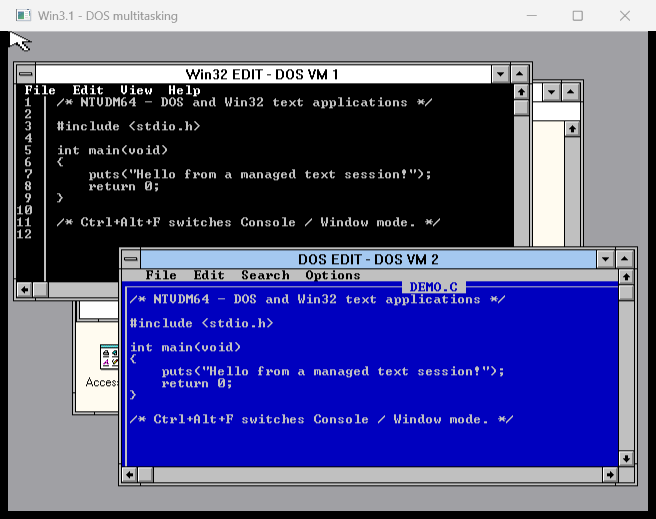 Win3.1 - DOS multitasking
Win32 EDIT - DOS VM 1
File Edit View Help
1 /* NTVDM64 - DOS and Win32 text applications */
2
3 #include <stdio.h>
4
5 int main(void)
6 {
7 puts("Hello from a managed text session!");
8 return 0;
9 }
10
11 /* Ctrl+Alt+F switches Console / Window mode. */
12
DOS EDIT - DOS VM 2
File Edit Search Options
DEMO.C
/* NTVDM64 - DOS and Win32 text applications */
#include <stdio.h>
int main(void)
{
puts("Hello from a managed text session!");
return 0;
}
/* Ctrl+Alt+F switches Console / Window mode. */
Access